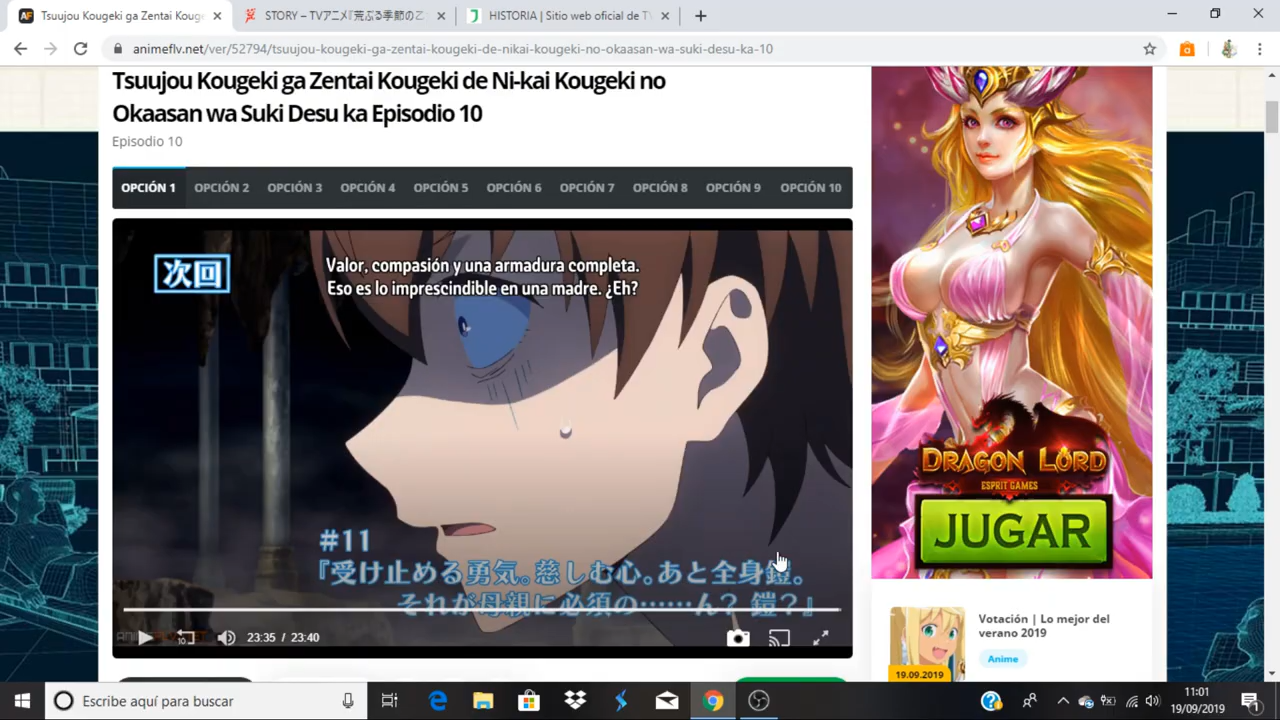 Tsuujou Kougeki ga Zentai Kouge
STORY – TVアニメ『荒ぶる季節の乙
HISTORIA | Sitio web oficial de TV
animeflv.net/ver/52794/tsuujou-kougeki-ga-zentai-kougeki-de-nikai-kougeki-no-okaasan-wa-suki-desu-ka-10
Tsuujou Kougeki ga Zentai Kougeki de Ni-kai Kougeki no
Okaasan wa Suki Desu ka Episodio 10
Episodio 10
OPCIÓN 1 OPCIÓN 2 OPCIÓN 3 OPCIÓN 4 OPCIÓN 5 OPCIÓN 6 OPCIÓN 7 OPCIÓN 8 OPCIÓN 9 OPCIÓN 10
次回
Valor, compasión y una armadura completa.
Eso es lo imprescindible en una madre. ¿Eh?
#11
『受け止める勇気。慈しむ心。あと全身鎧。
それが母親に必須の……ん？鎧？』
10
23:35 / 23:40
DRAGON LORD
ESPRIT GAMES
JUGAR
Votación | Lo mejor del
verano 2019
Anime
19.09.2019
Escribe aquí para buscar
11:01
19/09/2019
1